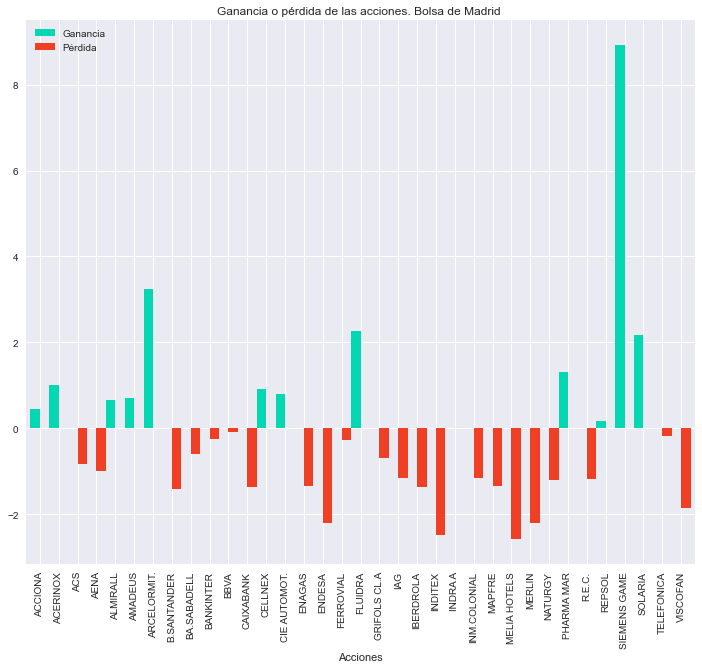 Ganancia o pérdida de las acciones. Bolsa de Madrid
Ganancia
Pérdida
8
6
4
2
0
−2
ACCIONA
ACERINOX
ACS
AENA
ALMIRALL
AMADEUS
ARCELORMIT.
B.SANTANDER
BA.SABADELL
BANKINTER
BBVA
CAIXABANK
CELLNEX
CIE AUTOMOT.
ENAGAS
ENDESA
FERROVIAL
FLUIDRA
GRIFOLS CL.A
IAG
IBERDROLA
INDITEX
INDRA A
INM.COLONIAL
MAPFRE
MELIA HOTELS
MERLIN
NATURGY
PHARMA MAR
R.E.C.
REPSOL
SIEMENS GAME
SOLARIA
TELEFONICA
VISCOFAN
Acciones